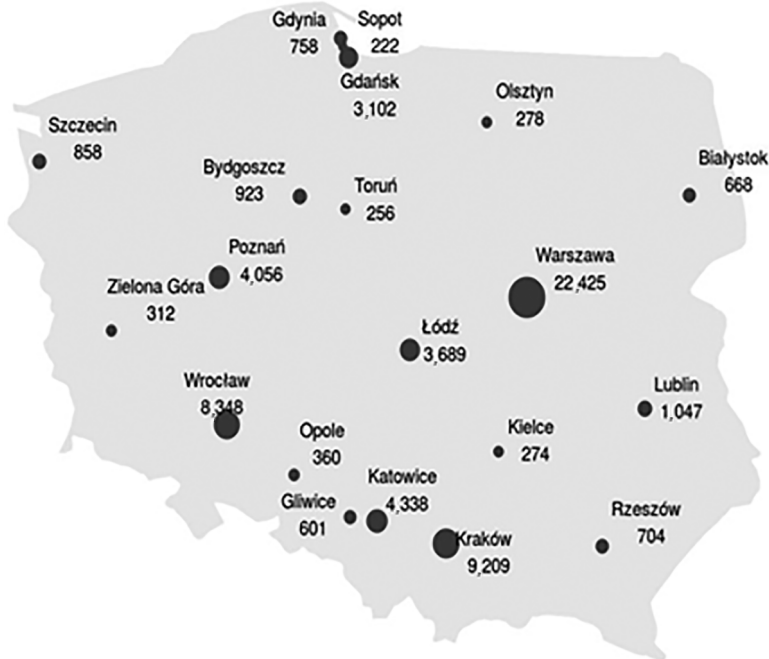 Gdynia
758
Sopot
222
Gdańsk
3,102
Olsztyn
278
Szczecin
858
Białystok
668
Bydgoszcz
923
Toruń
256
Poznań
4,056
Warszawa
22,425
Zielona Góra
312
Łódź
3,689
Wrocław
8,348
Lublin
1,047
Opole
360
Kielce
274
Katowice
4,338
Gliwice
601
Kraków
9,209
Rzeszów
704